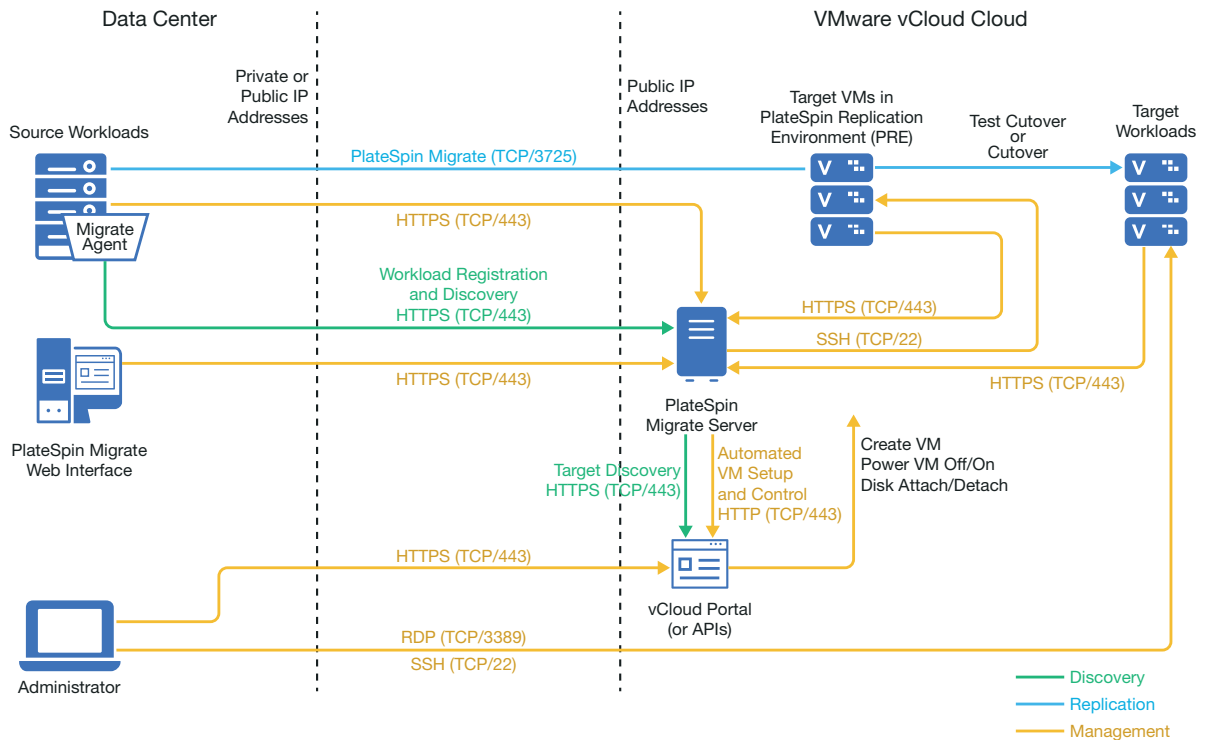 Data Center
VMware vCloud Cloud
Private or
Public IP
Addresses
Public IP
Addresses
Source Workloads
Target VMs in
PlateSpin Replication
Environment (PRE)
Test Cutover
or
Cutover
Target
Workloads
PlateSpin Migrate (TCP/3725)
V
V
V
V
V
V
HTTPS (TCP/443)
Migrate
Agent
Workload Registration
and Discovery
HTTPS (TCP/443)
HTTPS (TCP/443)
SSH (TCP/22)
HTTPS (TCP/443)
HTTPS (TCP/443)
PlateSpin
Migrate Server
PlateSpin Migrate
Web Interface
Target Discovery
HTTPS (TCP/443)
Automated
VM Setup
and Control
HTTP (TCP/443)
Create VM
Power VM Off/On
Disk Attach/Detach
HTTPS (TCP/443)
vCloud Portal
(or APIs)
RDP (TCP/3389)
SSH (TCP/22)
Administrator
Discovery
Replication
Management